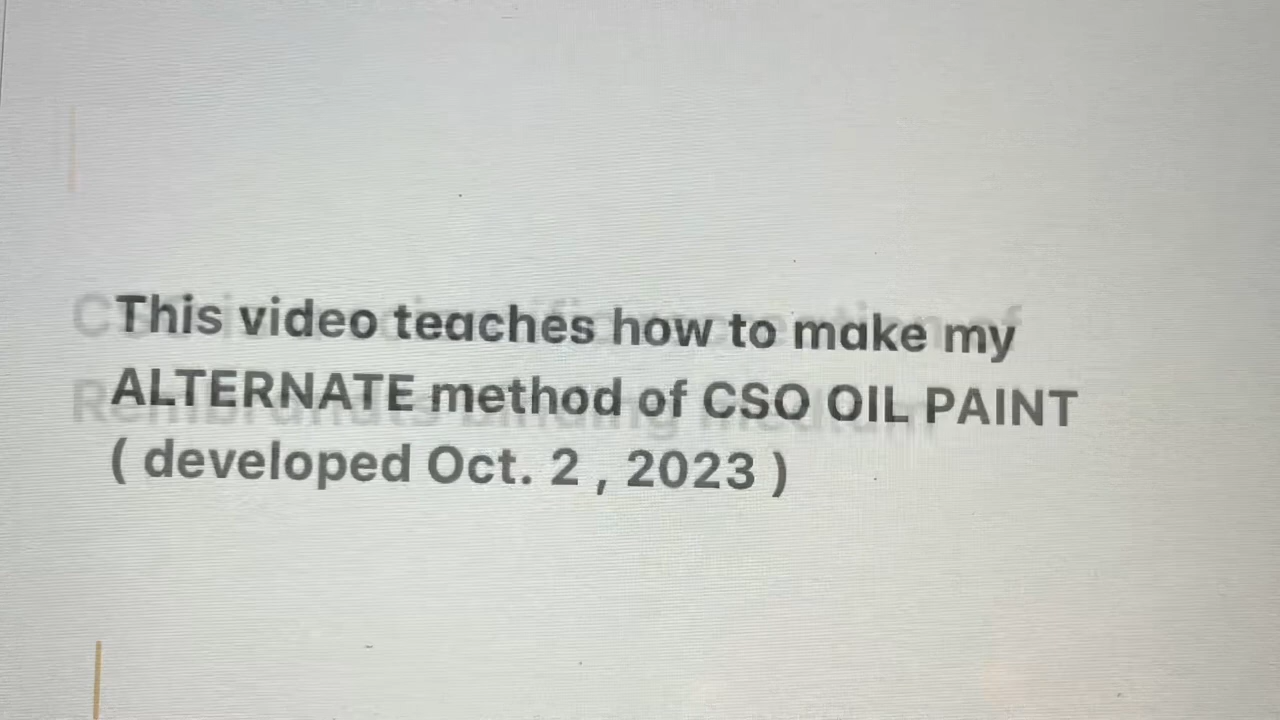 This video teaches how to make my
ALTERNATE method of CSO OIL PAINT
( developed Oct. 2 , 2023 )